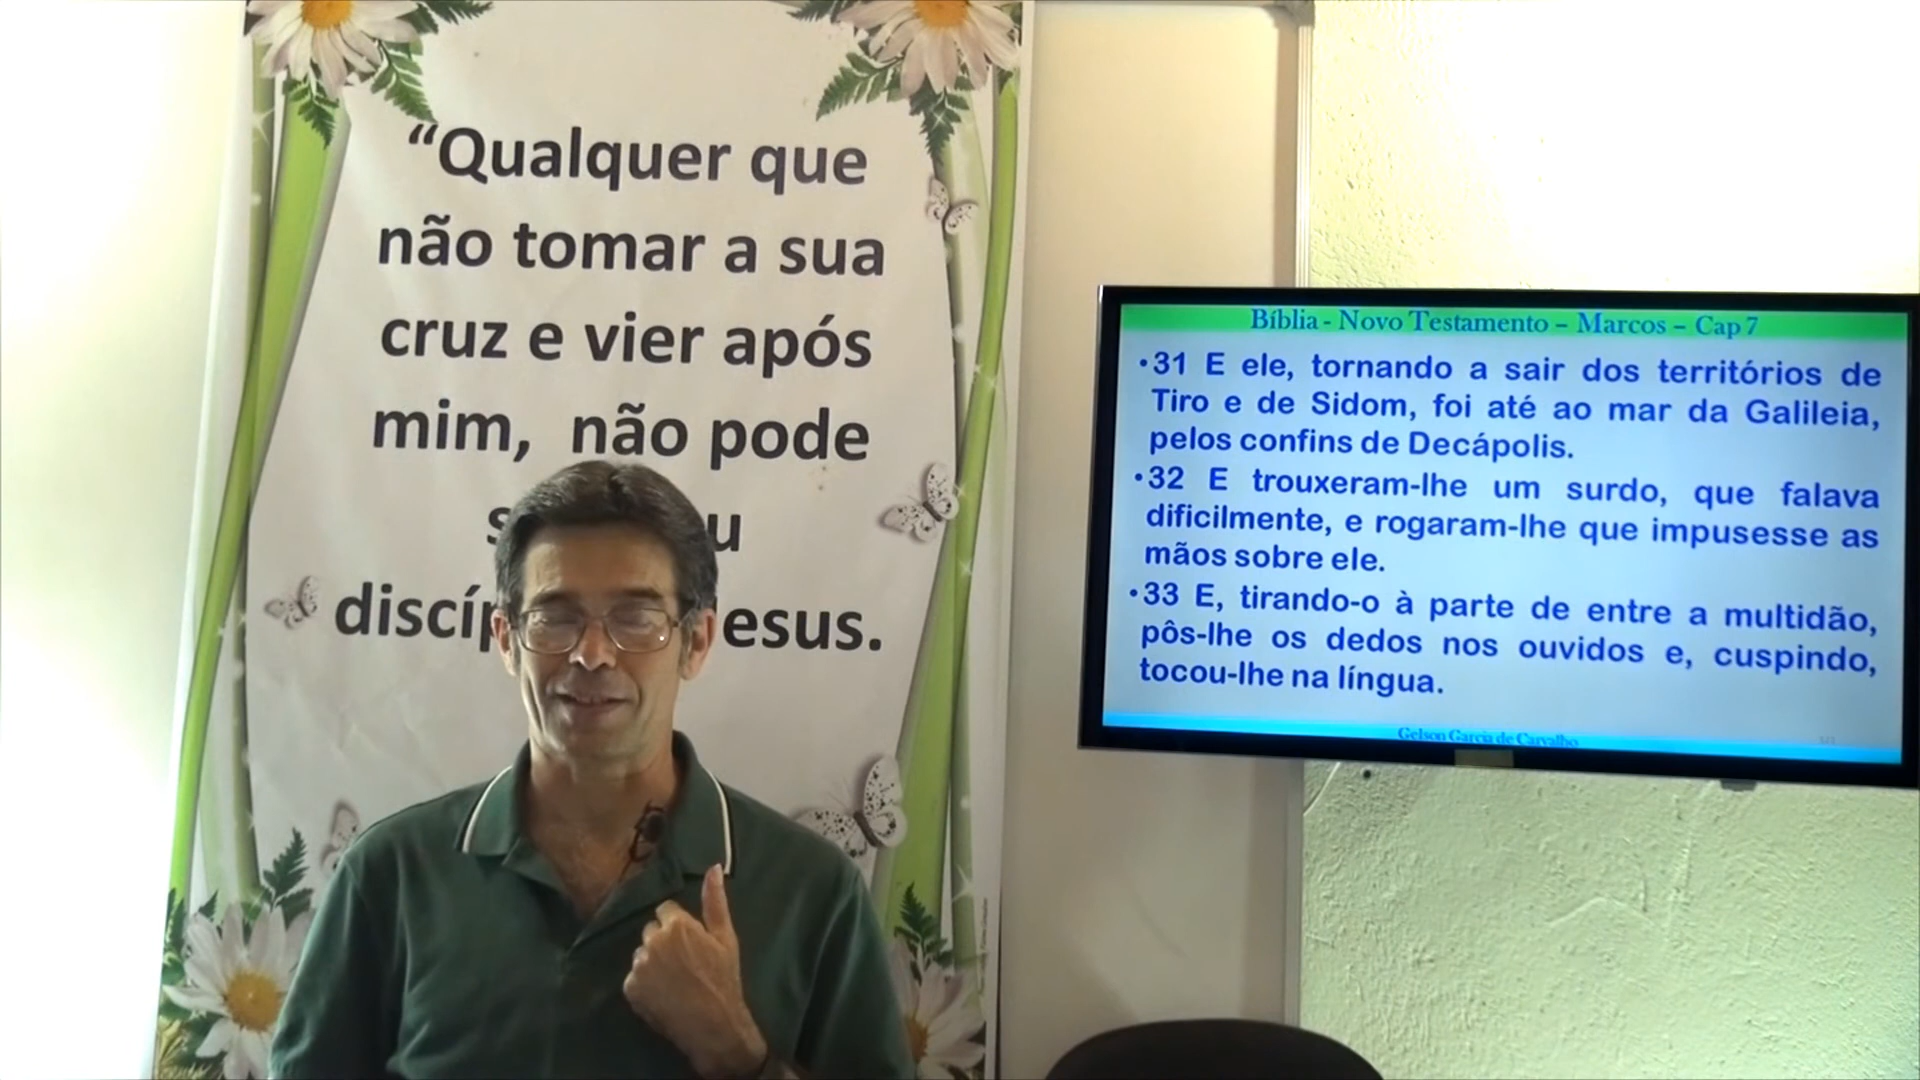 “Qualquer que
não tomar a sua
cruz e vier após
mim, não pode
esus.
Bíblia - Novo Testamento – Marcos – Cap 7
•31 E ele, tornando a sair dos territórios de
Tiro e de Sidom, foi até ao mar da Galileia,
pelos confins de Decápolis.
•32 E trouxeram-lhe um surdo, que falava
dificilmente, e rogaram-lhe que impusesse as
mãos sobre ele.
•33 E, tirando-o à parte de entre a multidão,
pôs-lhe os dedos nos ouvidos e, cuspindo,
tocou-lhe na língua.
Gelson Garcia de Carvalho